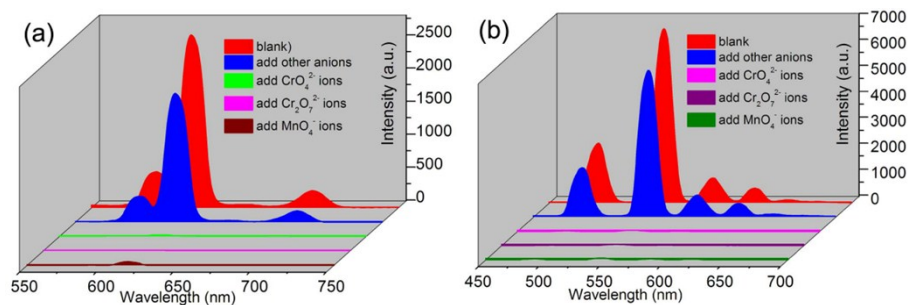 (a)
blank)
add other anions
add CrO₄²⁻ ions
add Cr₂O₇²⁻ ions
add MnO₄⁻ ions
2500
2000
1500
1000
500
0
Intensity (a.u.)
550 600 650 700 750
Wavelength (nm)
(b)
blank
add other anions
add CrO₄²⁻ ions
add Cr₂O₇²⁻ ions
add MnO₄⁻ ions
7000
6000
5000
4000
3000
2000
1000
0
Intensity (a.u.)
450 500 550 600 650 700
Wavelength (nm)